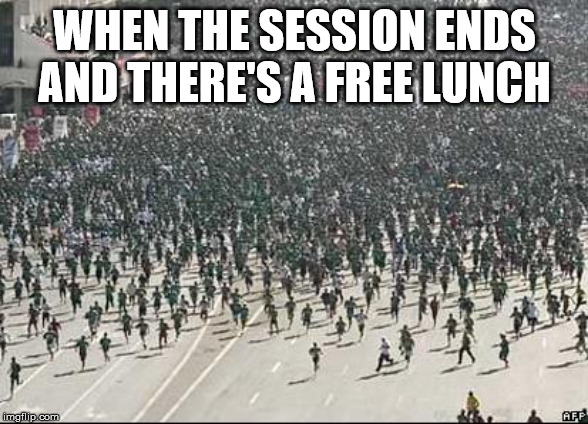 WHEN THE SESSION ENDS
AND THERE'S A FREE LUNCH
imgflip.com
AFP